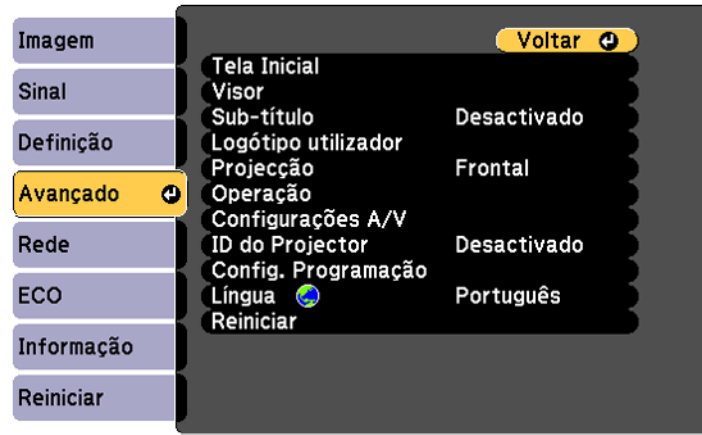 Imagem
Sinal
Definição
Avançado
Rede
ECO
Informação
Reiniciar
Voltar
Tela Inicial
Visor
Sub-título Desactivado
Logótipo utilizador
Projecção Frontal
Operação
Configurações A/V
ID do Projector Desactivado
Config. Programação
Língua Português
Reiniciar